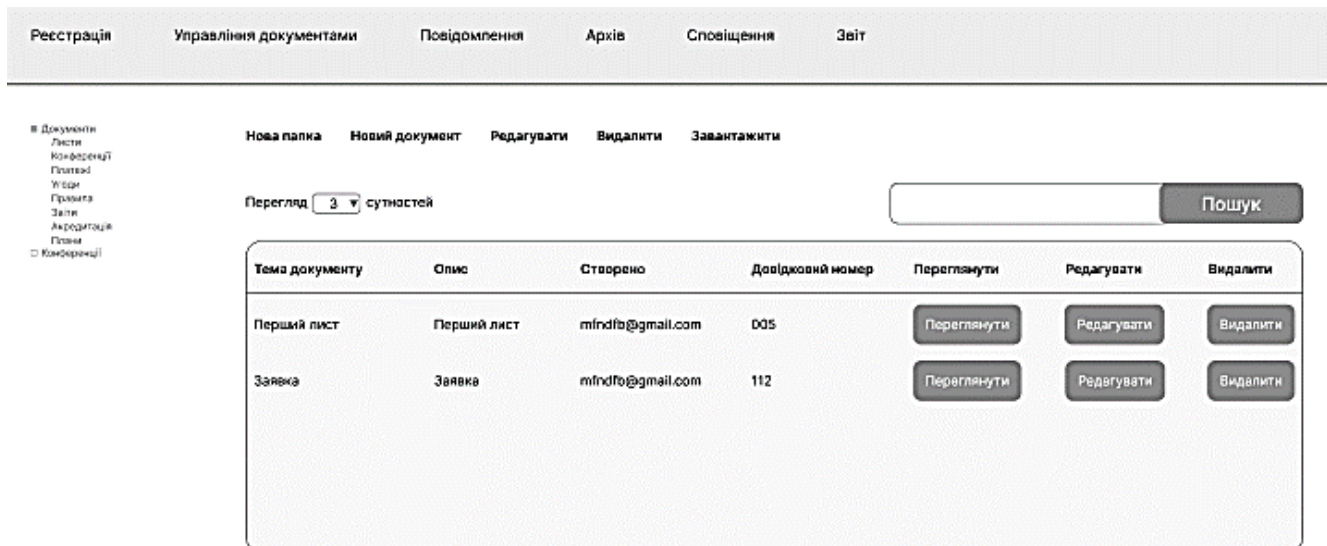 Реєстрація Управління документами Повідомлення Архів Сповіщення Звіт
Документи
Листи
Конференції
Платежі
Угоди
Правила
Звіти
Акредитація
Плани
Конференції
Нова папка Новий документ Редагувати Видалити Завантажити
Перегляд 3 сутностей
Пошук
Тема документу Опис Створено Довідковий номер Переглянути Редагувати Видалити
Перший лист Перший лист mfndfb@gmail.com 005 Переглянути Редагувати Видалити
Заявка Заявка mfndfb@gmail.com 112 Переглянути Редагувати Видалити